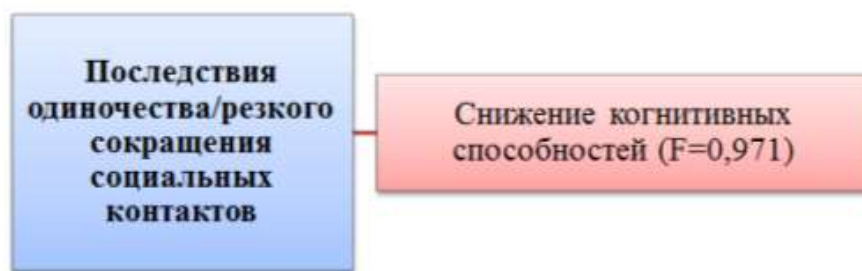 Последствия
одиночества/резкого
сокращения
социальных
контактов
Снижение когнитивных
способностей (F=0,971)